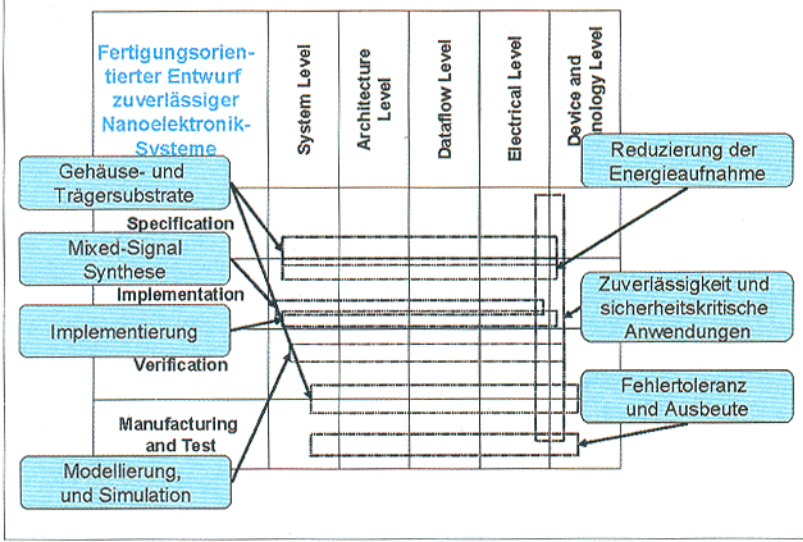 Fertigungsorien-
tierter Entwurf
zuverlässiger
Nanoelektronik-
Systeme
System Level
Architecture
Level
Dataflow Level
Electrical Level
Device and
nology Level
Gehäuse- und
Trägersubstrate
Reduzierung der
Energieaufnahme
Specification
Mixed-Signal
Synthese
Implementation
Zuverlässigkeit und
sicherheitskritische
Anwendungen
Implementierung
Verification
Fehlertoleranz
und Ausbeute
Manufacturing
and Test
Modellierung,
und Simulation